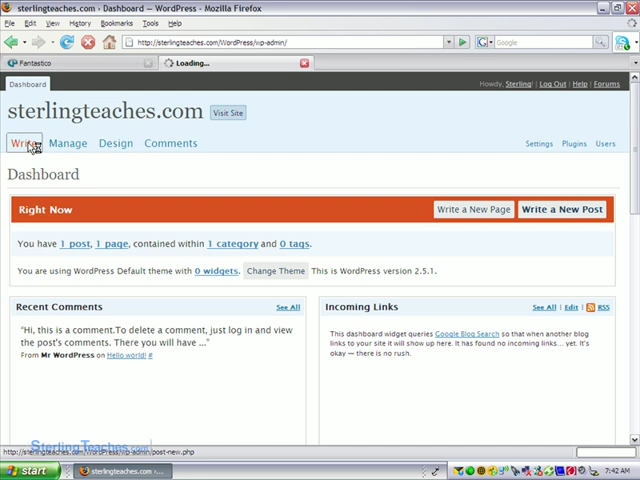 sterlingteaches.com › Dashboard — WordPress - Mozilla Firefox
File Edit View History Bookmarks Tools Help
http://sterlingteaches.com/WordPress/wp-admin/
Google
Fantastico
Loading...
Dashboard
Howdy, Sterling! | Log Out | Help | Forums
sterlingteaches.com
Visit Site
Write Manage Design Comments
Settings Plugins Users
Dashboard
Right Now
Write a New Page
Write a New Post
You have 1 post, 1 page, contained within 1 category and 0 tags.
You are using WordPress Default theme with 0 widgets. Change Theme This is WordPress version 2.5.1.
Recent Comments See All
"Hi, this is a comment.To delete a comment, just log in and view
the post's comments. There you will have ..."
From Mr WordPress on Hello world! #
Incoming Links See All | Edit | RSS
This dashboard widget queries Google Blog Search so that when another blog
links to your site it will show up here. It has found no incoming links... yet. It's
okay — there is no rush.
SterlingTeaches.com
http://sterlingteaches.com/WordPress/wp-admin/post-new.php
start
sterlingteaches.com ›...
7:42 AM